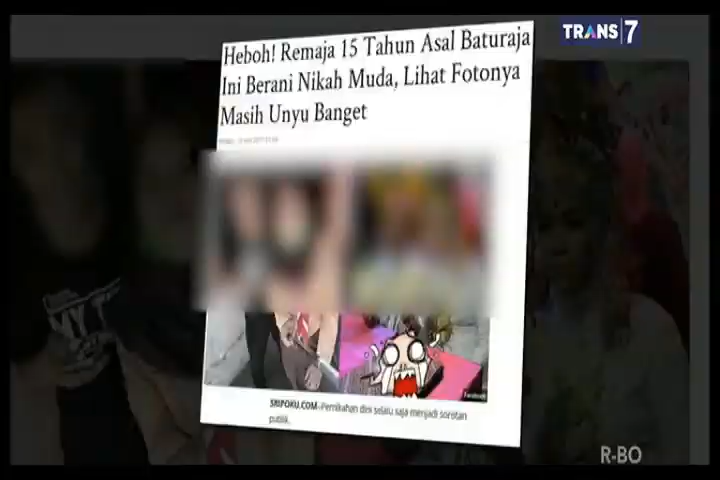 TRANS|7
Heboh! Remaja 15 Tahun Asal Baturaja
Ini Berani Nikah Muda, Lihat Fotonya
Masih Unyu Banget
Facebook
SRIPOKU.COM--Pernikahan dini selalu saja menjadi sorotan
publik.
R-BO